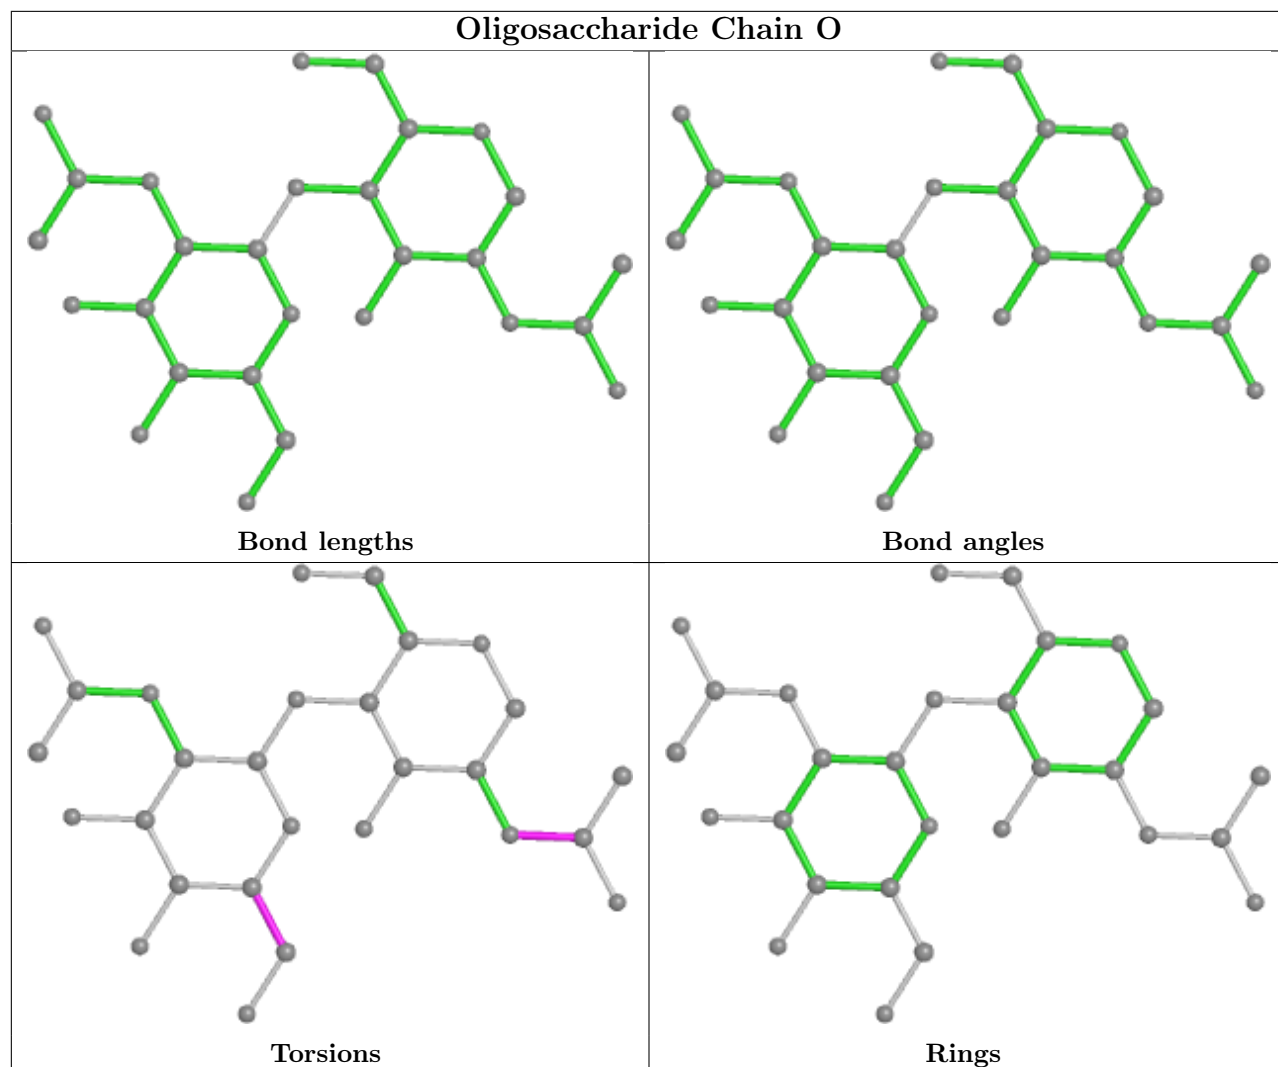 Oligosaccharide Chain O
Bond lengths
Bond angles
Torsions
Rings